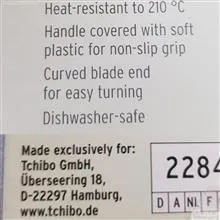 Heat-resistant to 210 °C
Handle covered with soft
plastic for non-slip grip
Curved blade end
for easy turning
Dishwasher-safe
Made exclusively for:
Tchibo GmbH,
Überseering 18,
D-22297 Hamburg,
www.tchibo.de
2284
D A NL F